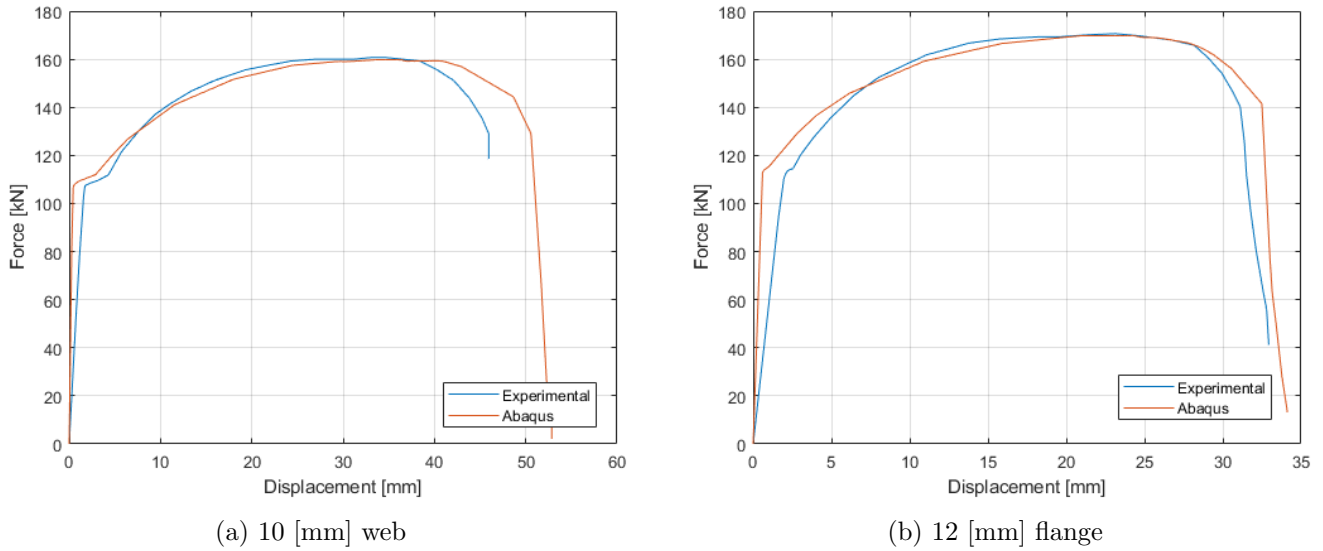 180
160
140
120
100
80
60
40
20
0
Force [kN]
0 10 20 30 40 50 60
Displacement [mm]
Experimental
Abaqus
(a) 10 [mm] web
180
160
140
120
100
80
60
40
20
0
Force [kN]
0 5 10 15 20 25 30 35
Displacement [mm]
Experimental
Abaqus
(b) 12 [mm] flange